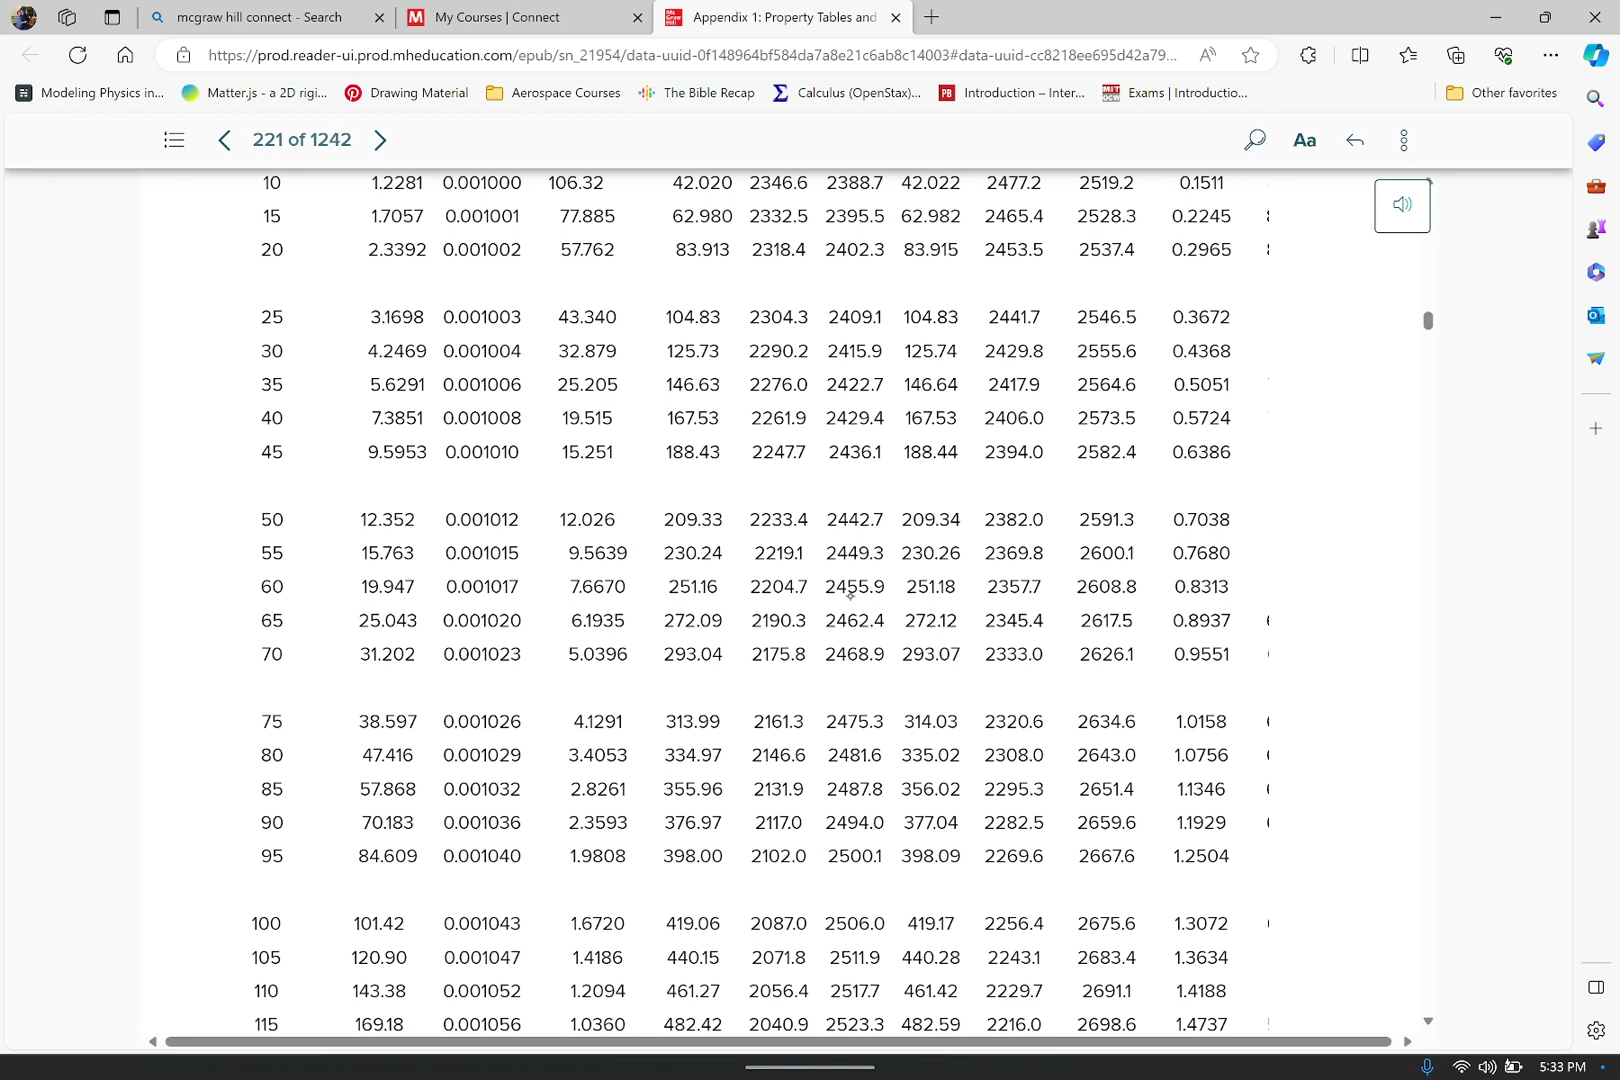 mcgraw hill connect - Search
My Courses | Connect
Appendix 1: Property Tables and
https://prod.reader-ui.prod.mheducation.com/epub/sn_21954/data-uuid-0f148964bf584da7a8e21c6ab8c14003#data-uuid-cc8218ee695d42a79...
Modeling Physics in... Matter.js - a 2D rigi... Drawing Material Aerospace Courses The Bible Recap Calculus (OpenStax)... PB Introduction – Inter... MIT Exams | Introductio... Other favorites
221 of 1242 Aa
10 1.2281 0.001000 106.32 42.020 2346.6 2388.7 42.022 2477.2 2519.2 0.1511
15 1.7057 0.001001 77.885 62.980 2332.5 2395.5 62.982 2465.4 2528.3 0.2245
20 2.3392 0.001002 57.762 83.913 2318.4 2402.3 83.915 2453.5 2537.4 0.2965
25 3.1698 0.001003 43.340 104.83 2304.3 2409.1 104.83 2441.7 2546.5 0.3672
30 4.2469 0.001004 32.879 125.73 2290.2 2415.9 125.74 2429.8 2555.6 0.4368
35 5.6291 0.001006 25.205 146.63 2276.0 2422.7 146.64 2417.9 2564.6 0.5051
40 7.3851 0.001008 19.515 167.53 2261.9 2429.4 167.53 2406.0 2573.5 0.5724
45 9.5953 0.001010 15.251 188.43 2247.7 2436.1 188.44 2394.0 2582.4 0.6386
50 12.352 0.001012 12.026 209.33 2233.4 2442.7 209.34 2382.0 2591.3 0.7038
55 15.763 0.001015 9.5639 230.24 2219.1 2449.3 230.26 2369.8 2600.1 0.7680
60 19.947 0.001017 7.6670 251.16 2204.7 2455.9 251.18 2357.7 2608.8 0.8313
65 25.043 0.001020 6.1935 272.09 2190.3 2462.4 272.12 2345.4 2617.5 0.8937
70 31.202 0.001023 5.0396 293.04 2175.8 2468.9 293.07 2333.0 2626.1 0.9551
75 38.597 0.001026 4.1291 313.99 2161.3 2475.3 314.03 2320.6 2634.6 1.0158
80 47.416 0.001029 3.4053 334.97 2146.6 2481.6 335.02 2308.0 2643.0 1.0756
85 57.868 0.001032 2.8261 355.96 2131.9 2487.8 356.02 2295.3 2651.4 1.1346
90 70.183 0.001036 2.3593 376.97 2117.0 2494.0 377.04 2282.5 2659.6 1.1929
95 84.609 0.001040 1.9808 398.00 2102.0 2500.1 398.09 2269.6 2667.6 1.2504
100 101.42 0.001043 1.6720 419.06 2087.0 2506.0 419.17 2256.4 2675.6 1.3072
105 120.90 0.001047 1.4186 440.15 2071.8 2511.9 440.28 2243.1 2683.4 1.3634
110 143.38 0.001052 1.2094 461.27 2056.4 2517.7 461.42 2229.7 2691.1 1.4188
115 169.18 0.001056 1.0360 482.42 2040.9 2523.3 482.59 2216.0 2698.6 1.4737
5:33 PM